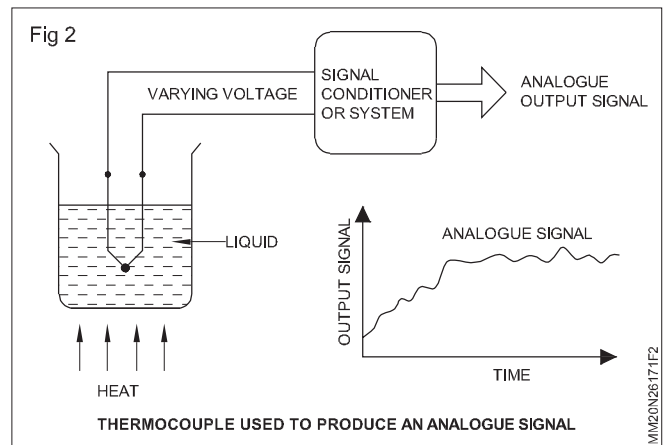 Fig 2
VARYING VOLTAGE
SIGNAL
CONDITIONER
OR SYSTEM
ANALOGUE
OUTPUT SIGNAL
LIQUID
HEAT
OUTPUT SIGNAL
ANALOGUE SIGNAL
TIME
THERMOCOUPLE USED TO PRODUCE AN ANALOGUE SIGNAL
MM20N26171F2